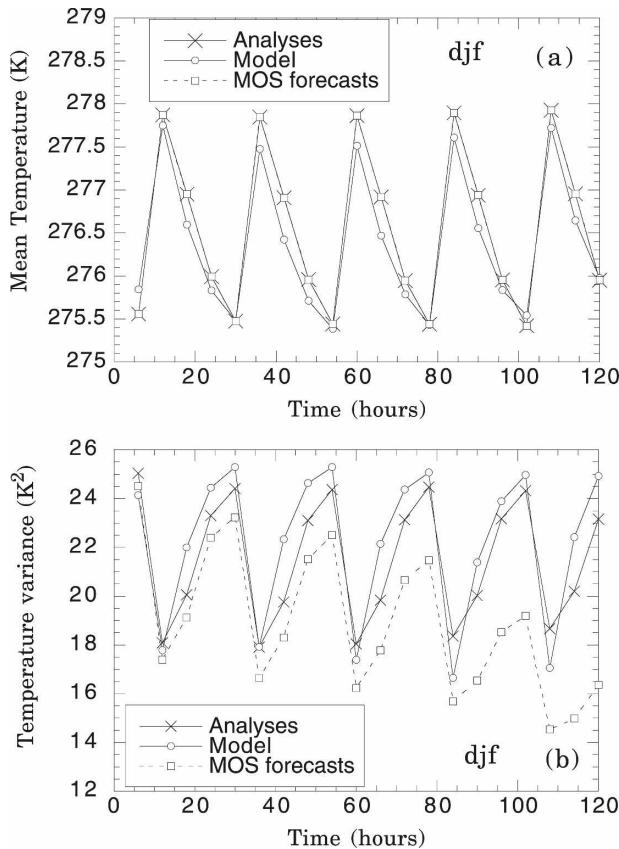 279
278.5
278
277.5
277
276.5
276
275.5
275
Mean Temperature (K)
Analyses
Model
MOS forecasts
djf (a)
0 20 40 60 80 100 120
Time (hours)
26
24
22
20
18
16
14
12
Temperature variance (K²)
Analyses
Model
MOS forecasts
djf (b)
0 20 40 60 80 100 120
Time (hours)